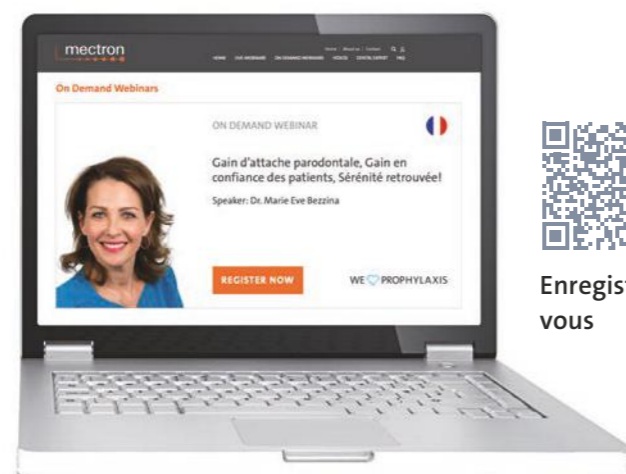 mectron
Home | About us | Contact
HOME LIVE WEBINARS ON DEMAND WEBINARS VIDEOS DIGITAL EXPERT FAQ
On Demand Webinars
ON DEMAND WEBINAR
Gain d'attache parodontale, Gain en
confiance des patients, Sérénité retrouvée!
Speaker: Dr. Marie Eve Bezzina
REGISTER NOW
WE PROPHYLAXIS
Enregist
vous